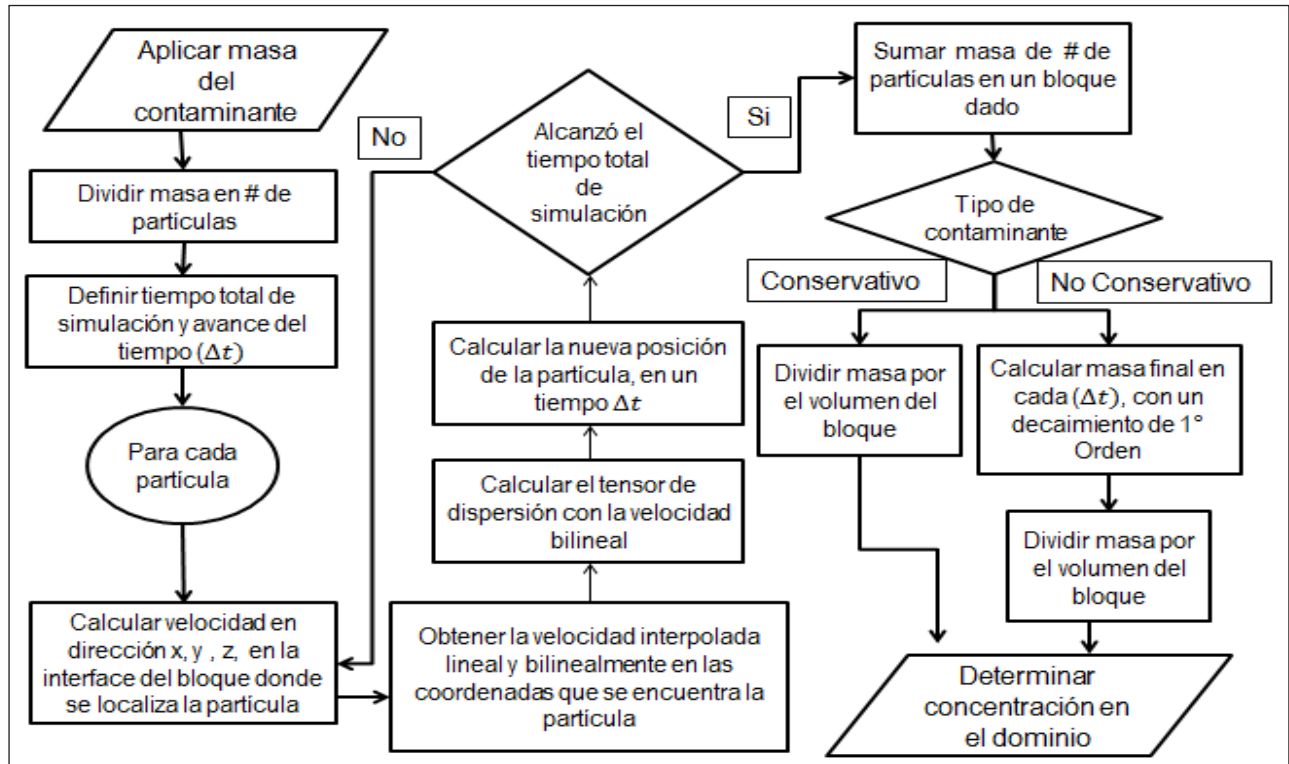 Aplicar masa
del
contaminante
Dividir masa en # de
partículas
Definir tiempo total de
simulación y avance del
tiempo (Δt)
Para cada
partícula
Calcular velocidad en
dirección x, y , z, en la
interface del bloque donde
se localiza la partícula
Obtener la velocidad interpolada
lineal y bilinealmente en las
coordenadas que se encuentra la
partícula
Calcular el tensor de
dispersión con la velocidad
bilineal
Calcular la nueva posición
de la partícula, en un
tiempo Δt
Alcanzó el
tiempo total
de
simulación
No
Si
Sumar masa de # de
partículas en un bloque
dado
Tipo de
contaminante
Conservativo
No Conservativo
Dividir masa por
el volumen del
bloque
Calcular masa final en
cada (Δt), con un
decaimiento de 1°
Orden
Dividir masa por
el volumen del
bloque
Determinar
concentración en
el dominio